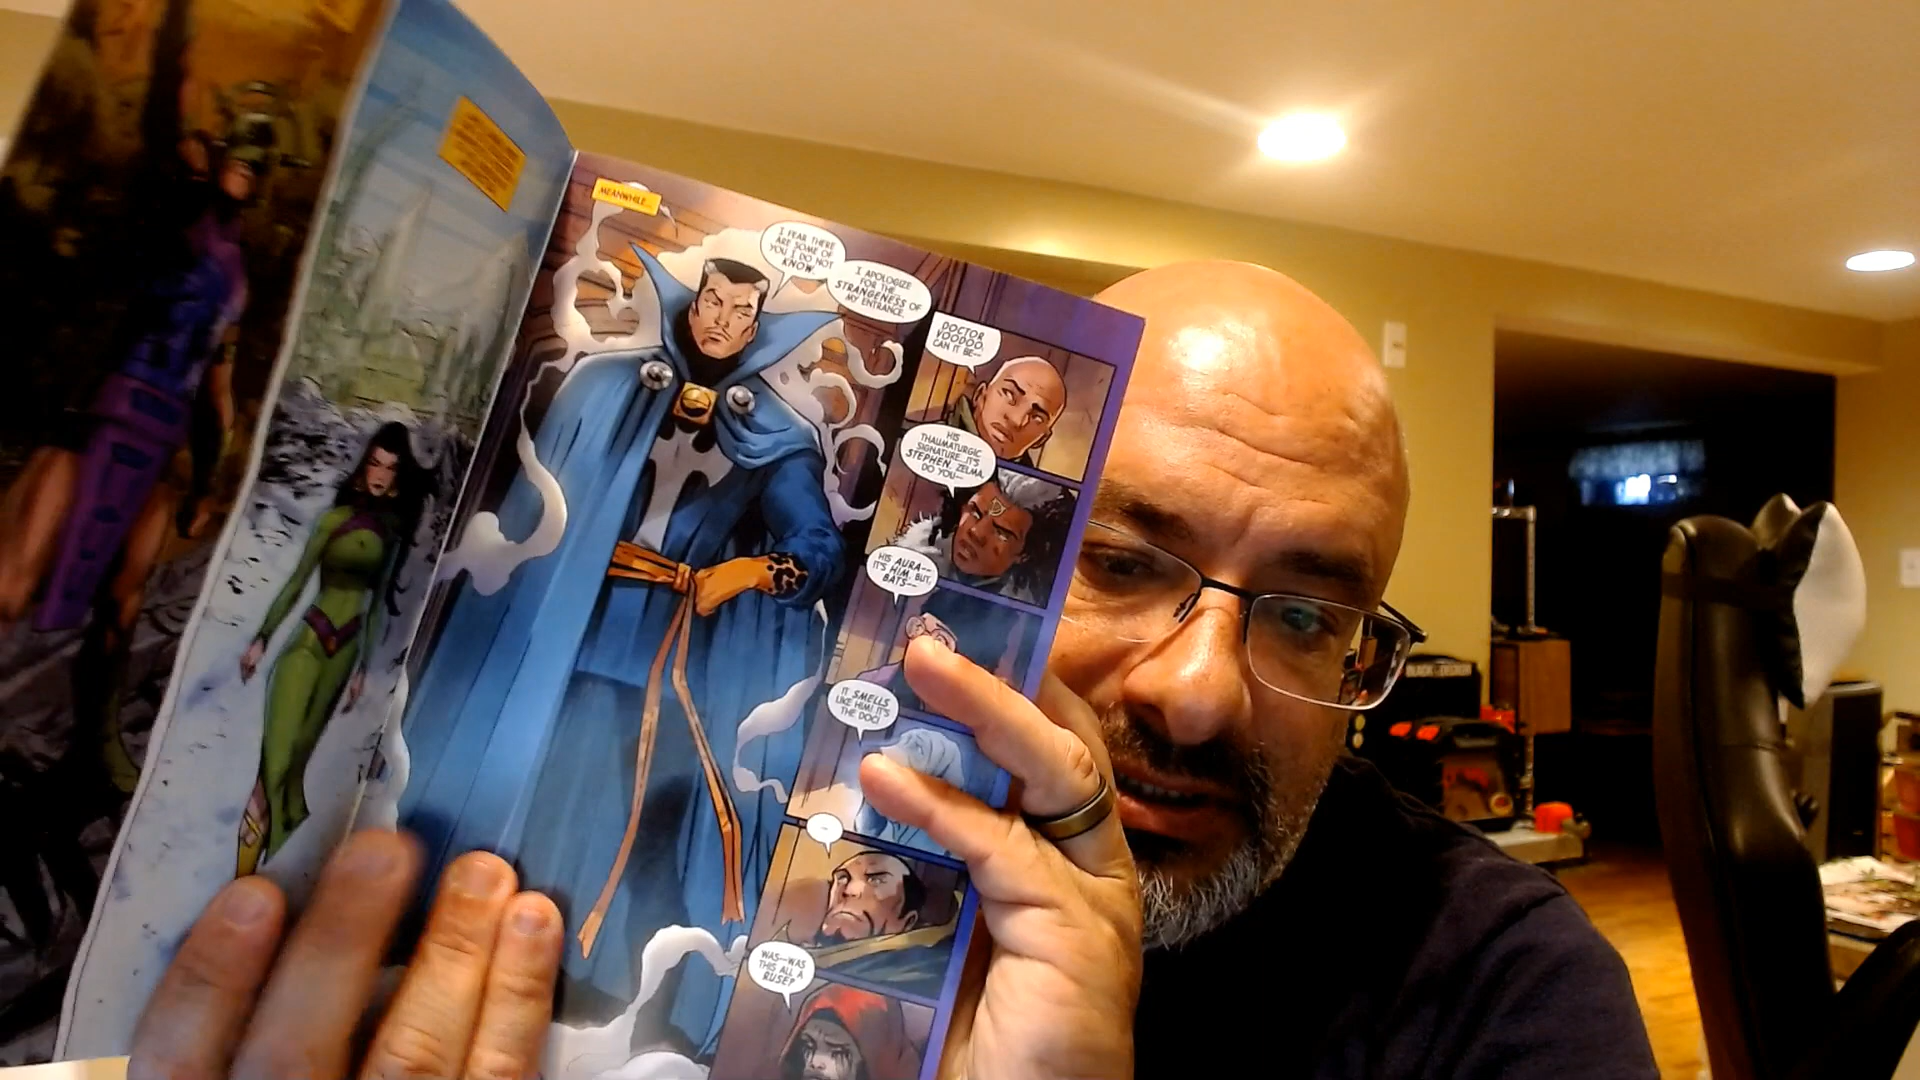 MEANWHILE...
I FEAR THERE
ARE SOME OF
YOU I DO NOT
KNOW.
I APOLOGIZE
FOR THE
STRANGENESS OF
MY ENTRANCE.
DOCTOR
VOODOO,
CAN IT BE--
HIS
THAUMATURGIC
SIGNATURE...IT'S
STEPHEN. ZELMA,
DO YOU--
HIS AURA--
IT'S HIM. BUT,
BATS--
IT SMELLS
LIKE HIM! IT'S
THE DOC!
...
WAS--WAS
THIS ALL A
RUSE?
BLACK+DECKER